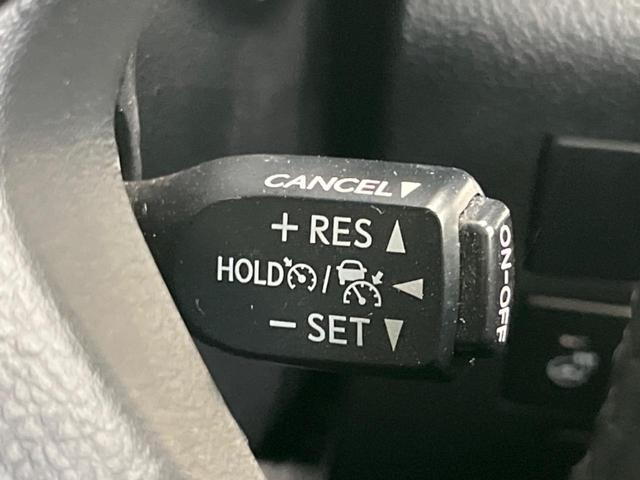 CANCEL▼
+ RES ▲
HOLD / ◀
− SET ▼
ON-OFF